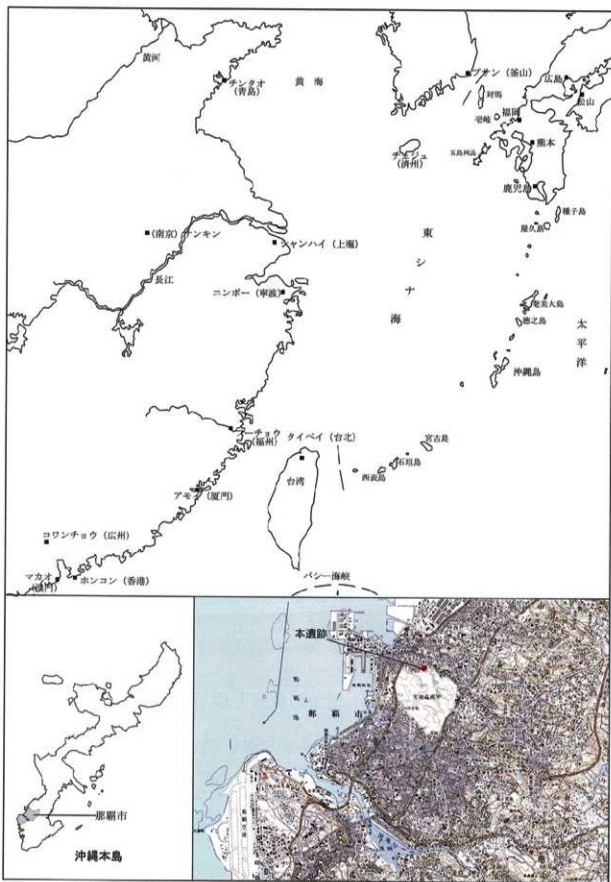 黄河
チンタオ
(青島)
黄海
プサン(釜山)
対馬
広島
松山
壱岐
福岡
熊本
チェジュ
(済州)
五島列島
鹿児島
種子島
屋久島
(南京)ナンキン
シャンハイ(上海)
東シナ海
長江
ニンポー(寧波)
奄美大島
徳之島
太平洋
沖縄島
ーチョウ
(福州)
タイペイ(台北)
宮古島
石垣島
西表島
台湾
アモイ(厦門)
コワンチョウ(広州)
マカオ
(澳門)
ホンコン(香港)
バシー海峡
本遺跡
那覇市
那覇市
沖縄本島